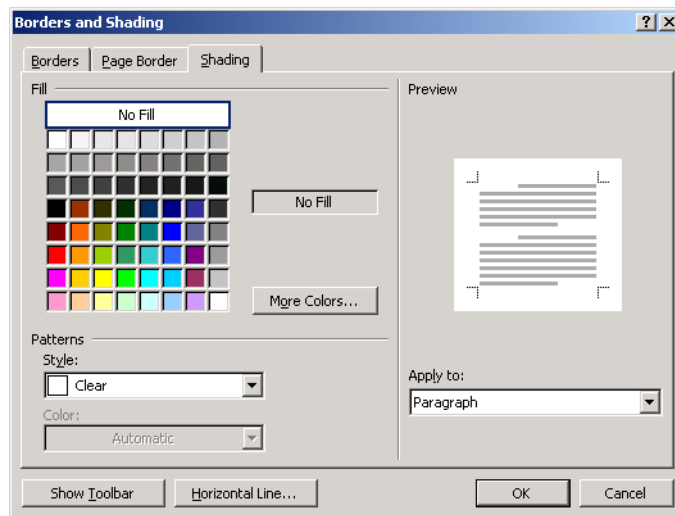 Borders and Shading
Borders
Page Border
Shading
Fill
No Fill
No Fill
More Colors...
Patterns
Style:
Clear
Color:
Automatic
Preview
Apply to:
Paragraph
Show Toolbar
Horizontal Line...
OK
Cancel